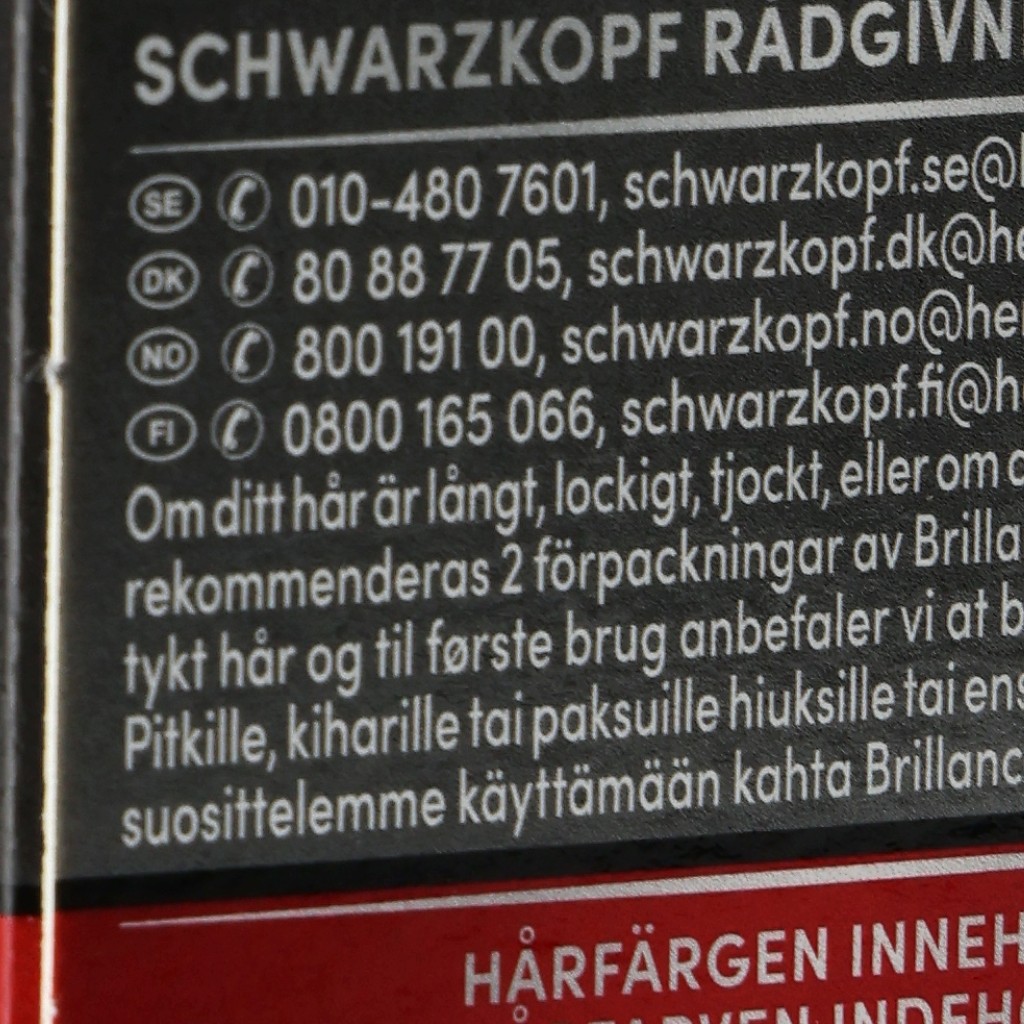 SCHWARZKOPF RÅDGIVN
SE ✆ 010-480 7601, schwarzkopf.se@
DK ✆ 80 88 77 05, schwarzkopf.dk@he
NO ✆ 800 191 00, schwarzkopf.no@he
FI ✆ 0800 165 066, schwarzkopf.fi@h
Om ditt hår är långt, lockigt, tjockt, eller om
rekommenderas 2 förpackningar av Brilla
tykt hår og til første brug anbefaler vi at b
Pitkille, kiharille tai paksuille hiuksille tai ens
suosittelemme käyttämään kahta Brillanc
HÅRFÄRGEN INNEH